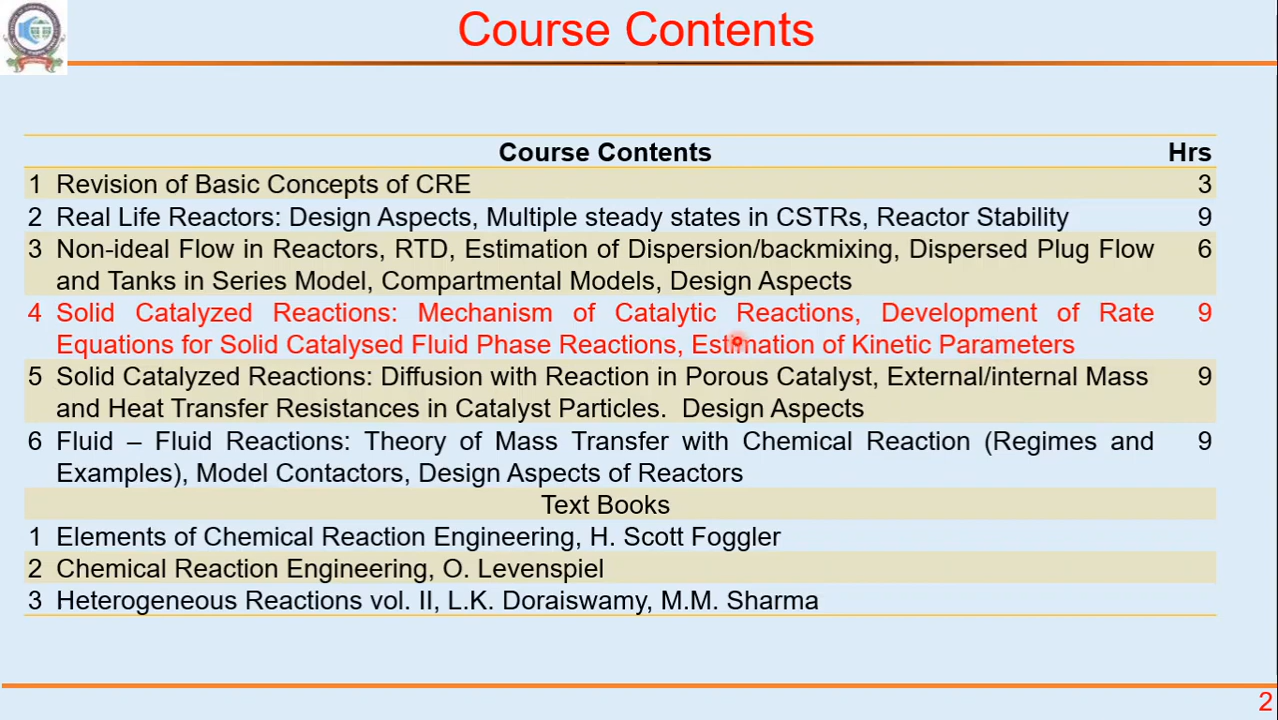 Course Contents
Course Contents Hrs
1 Revision of Basic Concepts of CRE 3
2 Real Life Reactors: Design Aspects, Multiple steady states in CSTRs, Reactor Stability 9
3 Non-ideal Flow in Reactors, RTD, Estimation of Dispersion/backmixing, Dispersed Plug Flow 6
and Tanks in Series Model, Compartmental Models, Design Aspects
4 Solid Catalyzed Reactions: Mechanism of Catalytic Reactions, Development of Rate 9
Equations for Solid Catalysed Fluid Phase Reactions, Estimation of Kinetic Parameters
5 Solid Catalyzed Reactions: Diffusion with Reaction in Porous Catalyst, External/internal Mass 9
and Heat Transfer Resistances in Catalyst Particles. Design Aspects
6 Fluid – Fluid Reactions: Theory of Mass Transfer with Chemical Reaction (Regimes and 9
Examples), Model Contactors, Design Aspects of Reactors
Text Books
1 Elements of Chemical Reaction Engineering, H. Scott Foggler
2 Chemical Reaction Engineering, O. Levenspiel
3 Heterogeneous Reactions vol. II, L.K. Doraiswamy, M.M. Sharma
2